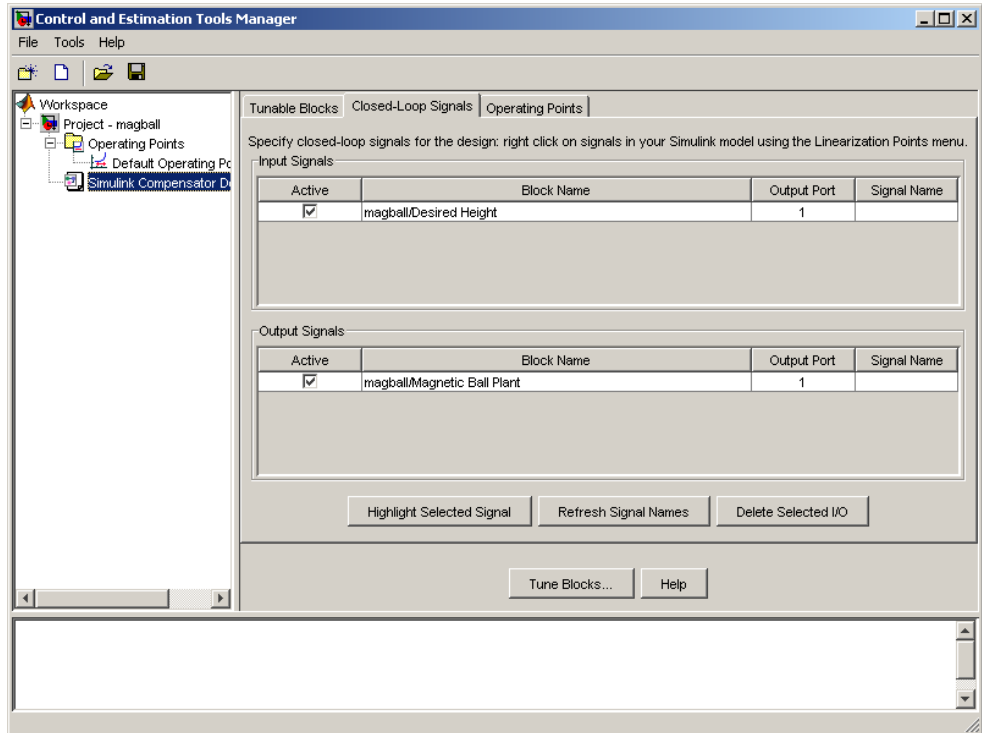 Control and Estimation Tools Manager
File Tools Help
Workspace
Project - magball
Operating Points
Default Operating Po
Simulink Compensator De
Tunable Blocks Closed-Loop Signals Operating Points
Specify closed-loop signals for the design: right click on signals in your Simulink model using the Linearization Points menu.
Input Signals
Active Block Name Output Port Signal Name
magball/Desired Height 1
Output Signals
Active Block Name Output Port Signal Name
magball/Magnetic Ball Plant 1
Highlight Selected Signal Refresh Signal Names Delete Selected I/O
Tune Blocks... Help